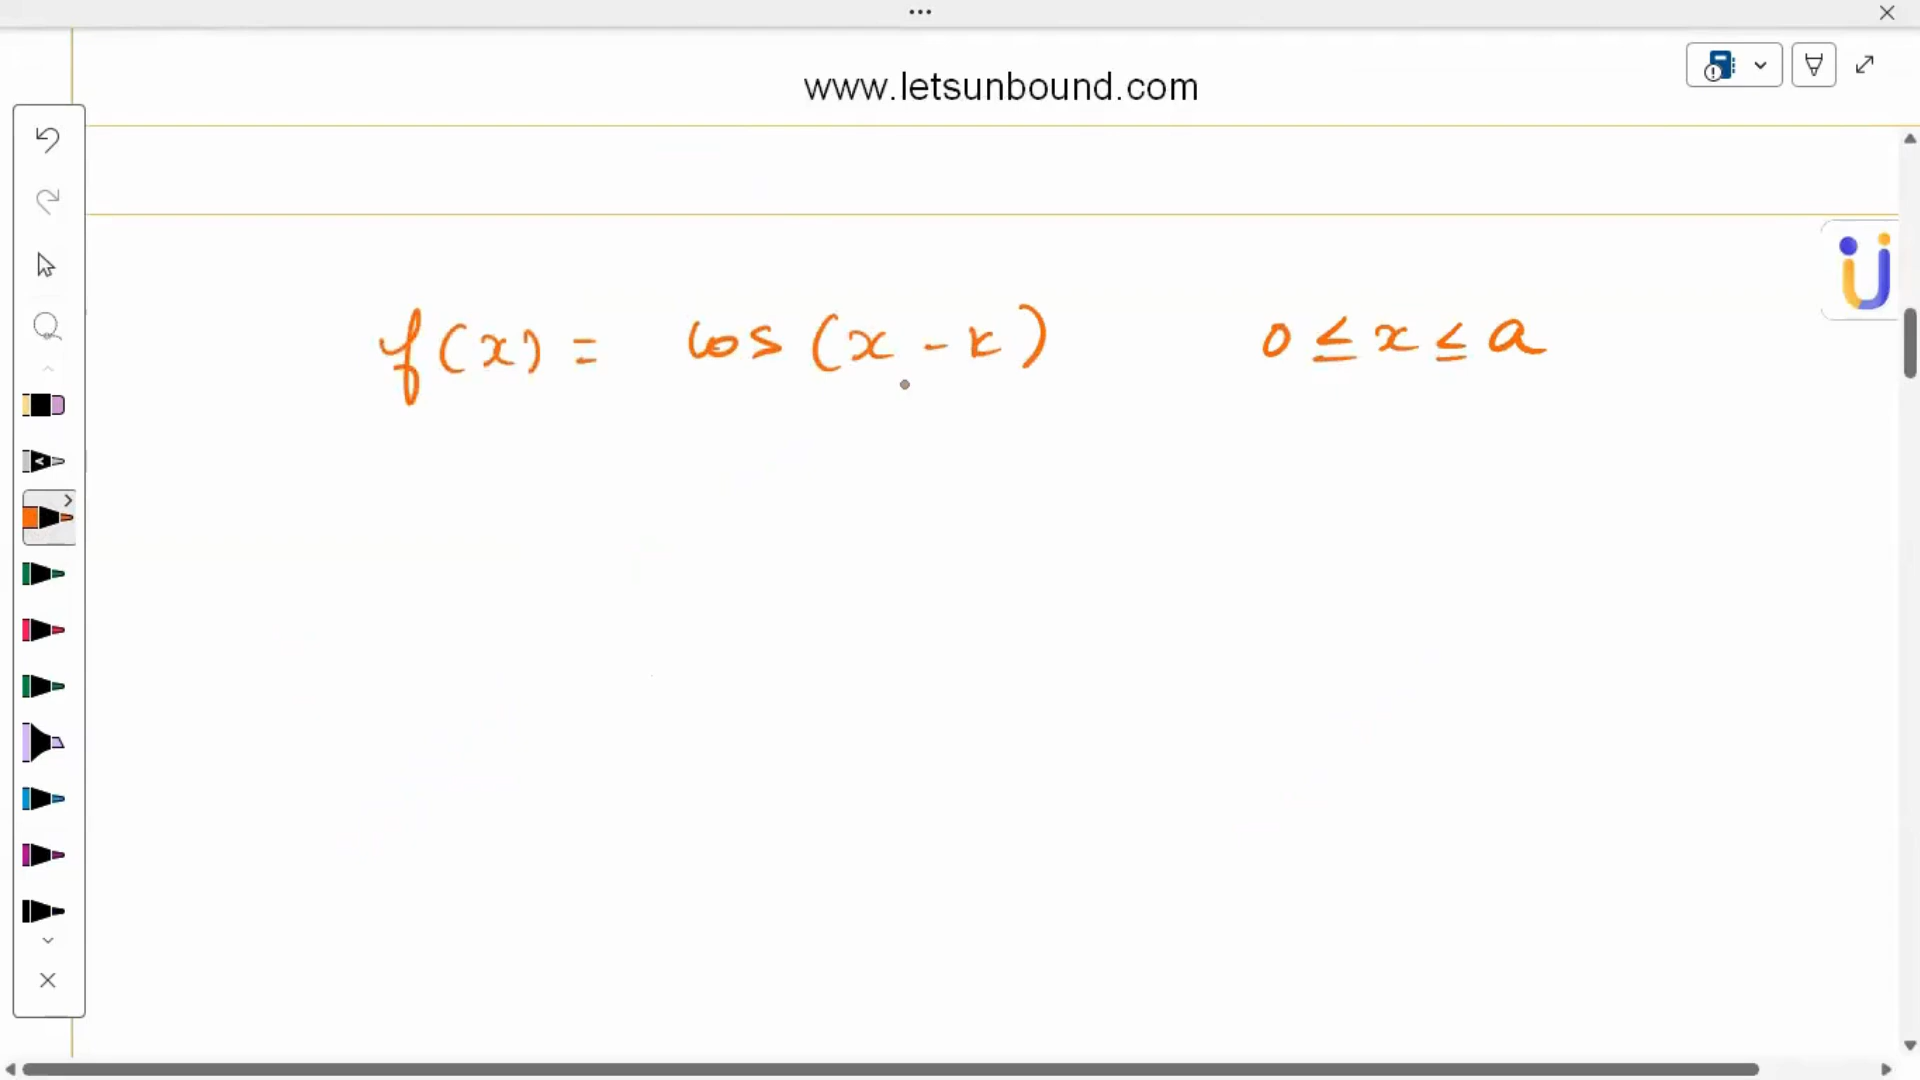 www.letsunbound.com
f(x) = cos(x - k) 0 ≤ x ≤ a